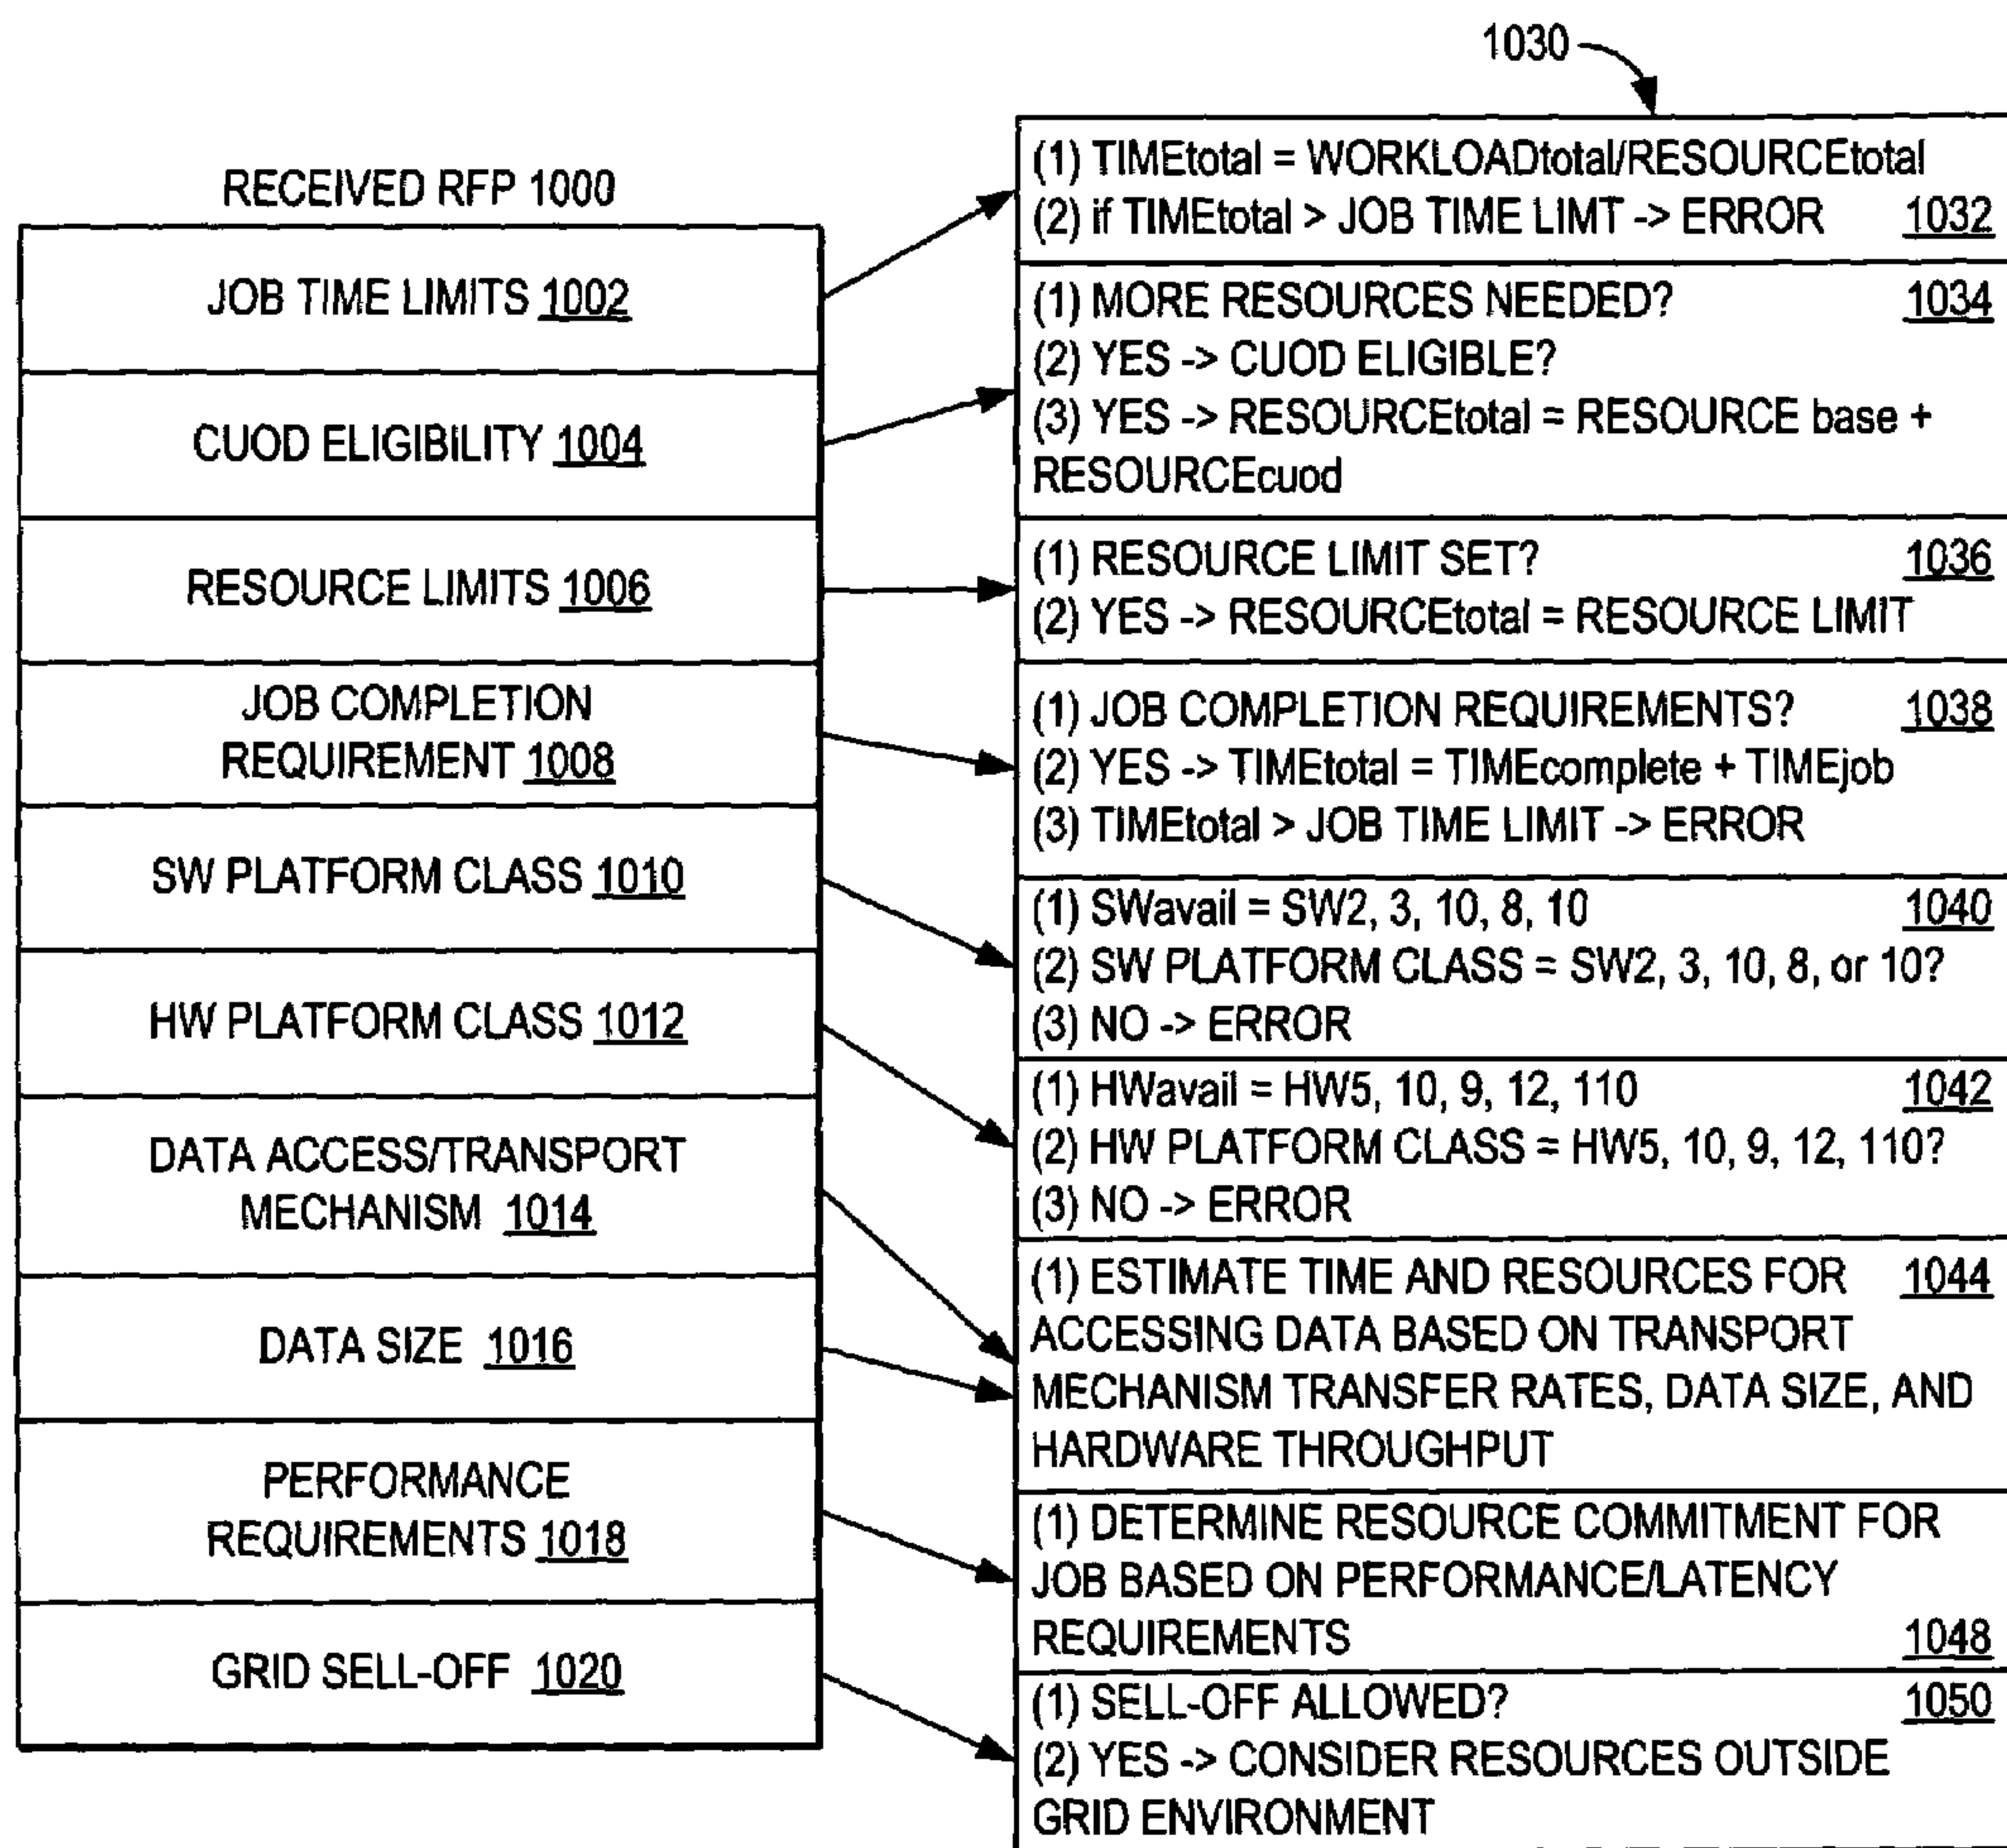 1030
RECEIVED RFP 1000
JOB TIME LIMITS 1002
CUOD ELIGIBILITY 1004
RESOURCE LIMITS 1006
JOB COMPLETION
REQUIREMENT 1008
SW PLATFORM CLASS 1010
HW PLATFORM CLASS 1012
DATA ACCESS/TRANSPORT
MECHANISM 1014
DATA SIZE 1016
PERFORMANCE
REQUIREMENTS 1018
GRID SELL-OFF 1020
(1) TIMEtotal = WORKLOADtotal/RESOURCEtotal
(2) if TIMEtotal > JOB TIME LIMT -> ERROR 1032
(1) MORE RESOURCES NEEDED? 1034
(2) YES -> CUOD ELIGIBLE?
(3) YES -> RESOURCEtotal = RESOURCE base +
RESOURCEcuod
(1) RESOURCE LIMIT SET? 1036
(2) YES -> RESOURCEtotal = RESOURCE LIMIT
(1) JOB COMPLETION REQUIREMENTS? 1038
(2) YES -> TIMEtotal = TIMEcomplete + TIMEjob
(3) TIMEtotal > JOB TIME LIMIT -> ERROR
(1) SWavail = SW2, 3, 10, 8, 10 1040
(2) SW PLATFORM CLASS = SW2, 3, 10, 8, or 10?
(3) NO -> ERROR
(1) HWavail = HW5, 10, 9, 12, 110 1042
(2) HW PLATFORM CLASS = HW5, 10, 9, 12, 110?
(3) NO -> ERROR
(1) ESTIMATE TIME AND RESOURCES FOR 1044
ACCESSING DATA BASED ON TRANSPORT
MECHANISM TRANSFER RATES, DATA SIZE, AND
HARDWARE THROUGHPUT
(1) DETERMINE RESOURCE COMMITMENT FOR
JOB BASED ON PERFORMANCE/LATENCY
REQUIREMENTS 1048
(1) SELL-OFF ALLOWED? 1050
(2) YES -> CONSIDER RESOURCES OUTSIDE
GRID ENVIRONMENT